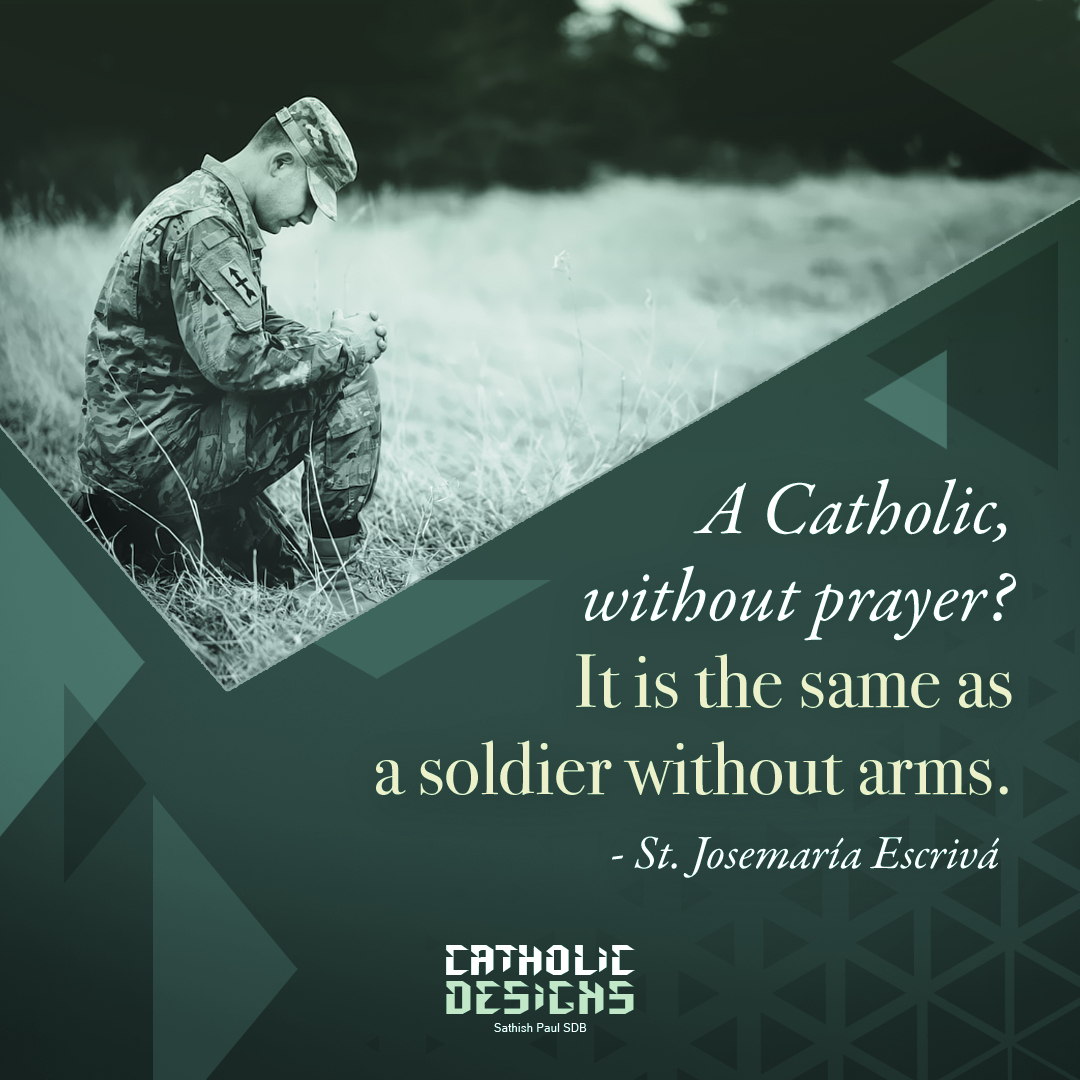 A Catholic,
without prayer?
It is the same as
a soldier without arms.
- St. Josemaría Escrivá
CATHOLIC
DESIGNS
Sathish Paul SDB